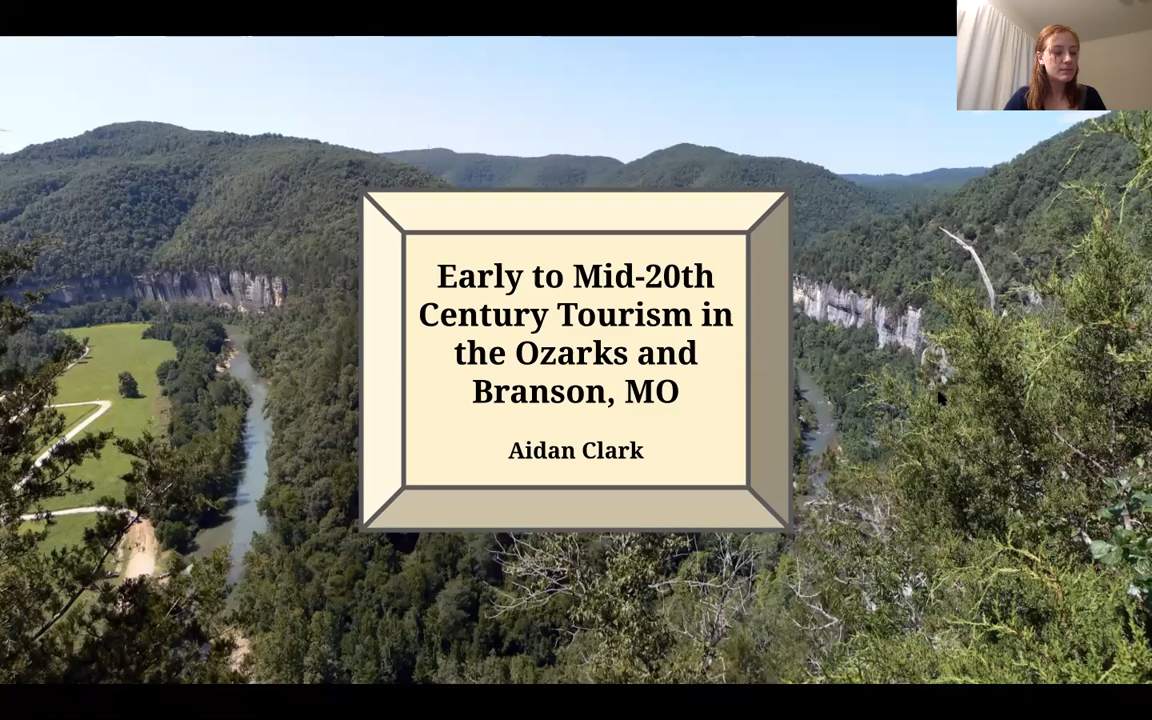 Early to Mid-20th
Century Tourism in
the Ozarks and
Branson, MO
Aidan Clark